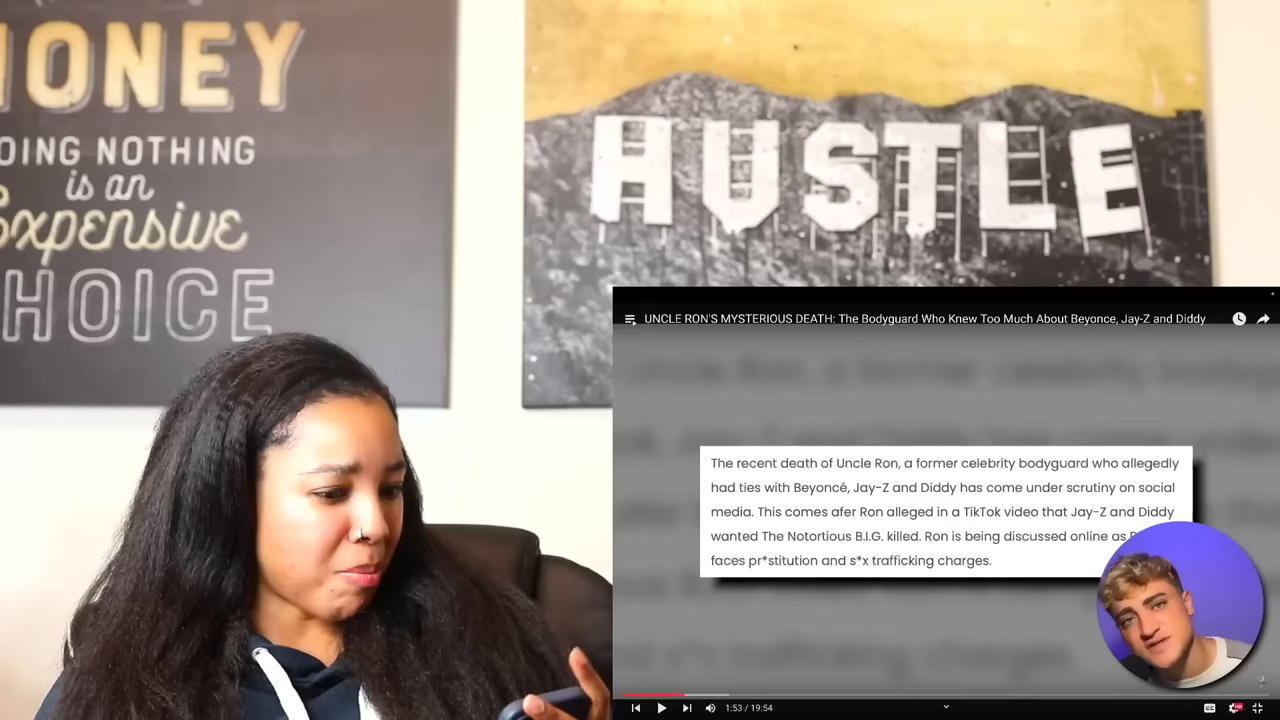 MONEY
DOING NOTHING
is an
Expensive
CHOICE
HUSTLE
UNCLE RON'S MYSTERIOUS DEATH: The Bodyguard Who Knew Too Much About Beyonce, Jay-Z and Diddy
The recent death of Uncle Ron, a former celebrity bodyguard who allegedly
had ties with Beyoncé, Jay-Z and Diddy has come under scrutiny on social
media. This comes afer Ron alleged in a TikTok video that Jay-Z and Diddy
wanted The Notorious B.I.G. killed. Ron is being discussed online as
faces pr*stitution and s*x trafficking charges.
1:53 / 19:54
CC
HD